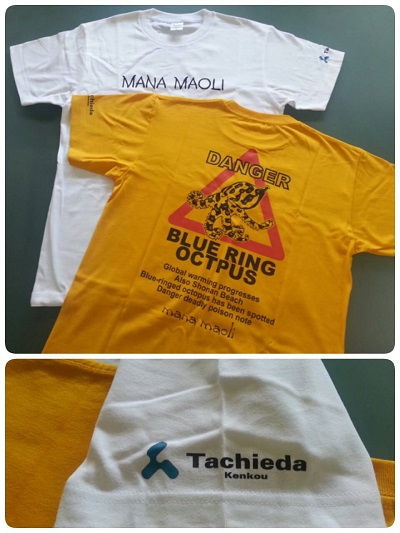 MANA MAOLI
Tachieda
DANGER
BLUE RING
OCTPUS
Global warming progresses
Also Shonan Beach
Blue-ringed octopus has been spotted
Danger deadly poison note
mana maoli
Tachieda
Kenkou